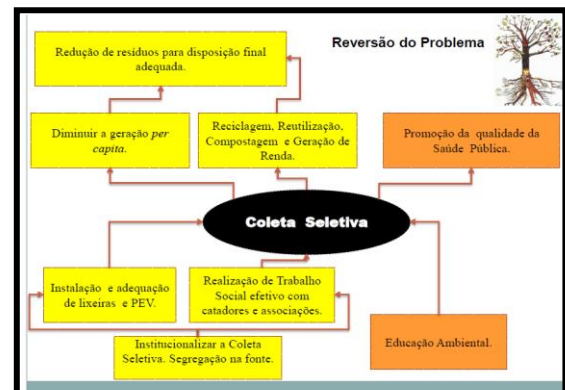 Reversão do Problema
Redução de resíduos para disposição final
adequada.
Diminuir a geração per
capita.
Reciclagem, Reutilização,
Compostagem e Geração de
Renda.
Promoção da qualidade da
Saúde Pública.
Coleta Seletiva
Instalação e adequação
de lixeiras e PEV.
Realização de Trabalho
Social efetivo com
catadores e associações.
Institucionalizar a Coleta
Seletiva. Segregação na fonte.
Educação Ambiental.